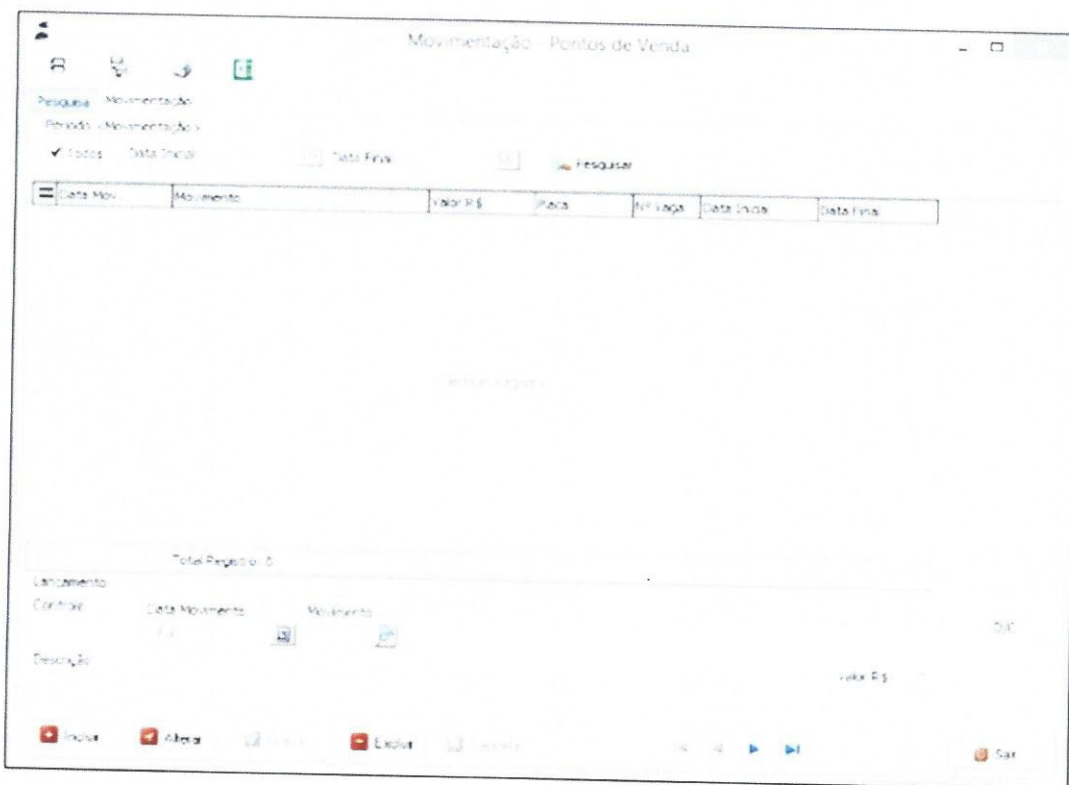 Movimentação - Pontos de Venda
Pesquisa Movimentação
Período <Movimentação>
Todos Data Inicial Data Final Pesquisar
Data Mov. Movimento Valor R$ Placa Nº Vaga Data Inicial Data Final
Total Registro: 0
Lançamento
Controle Data Movimento Movimento D/C
Descrição
Valor R$
Incluir Alterar Excluir Cancelar Sair